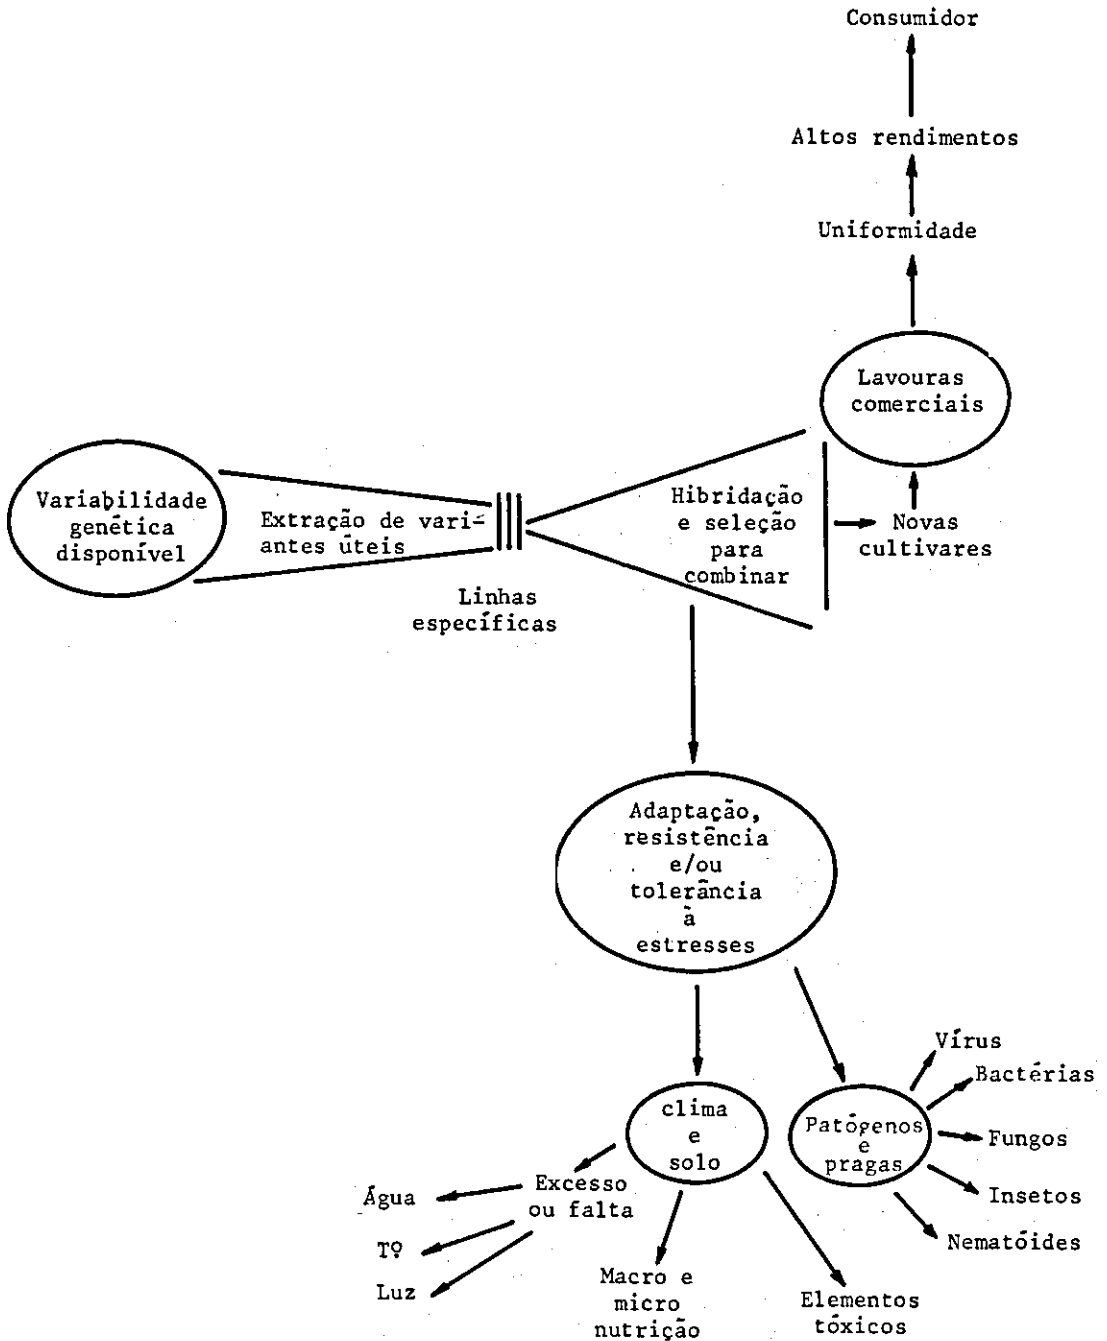 Consumidor
Altos rendimentos
Uniformidade
Lavouras
comerciais
Variabilidade
genética
disponível
Extração de vari-
antes úteis
Linhas
específicas
Hibridação
e seleção
para
combinar
Novas
cultivares
Adaptação,
resistência
e/ou
tolerância
à
estresses
clima
e
solo
Patógenos
e
pragas
Vírus
Bactérias
Fungos
Insetos
Nematóides
Excesso
ou falta
Água
Tº
Luz
Macro e
micro
nutrição
Elementos
tóxicos